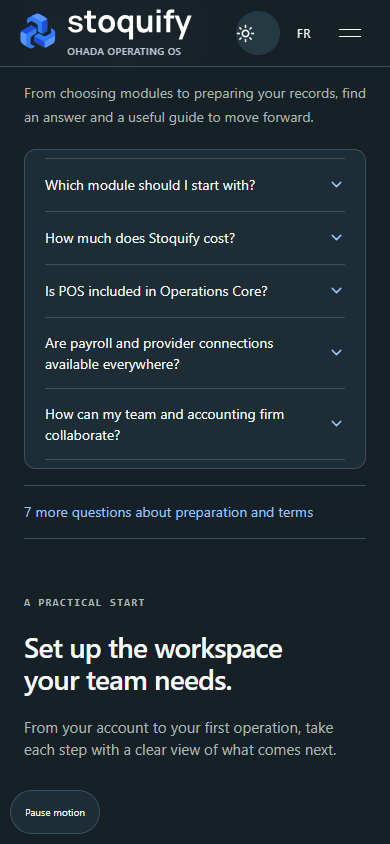 stoquify
OHADA OPERATING OS
FR
From choosing modules to preparing your records, find
an answer and a useful guide to move forward.
Which module should I start with?
How much does Stoquify cost?
Is POS included in Operations Core?
Are payroll and provider connections
available everywhere?
How can my team and accounting firm
collaborate?
7 more questions about preparation and terms
A PRACTICAL START
Set up the workspace
your team needs.
From your account to your first operation, take
each step with a clear view of what comes next.
Pause motion